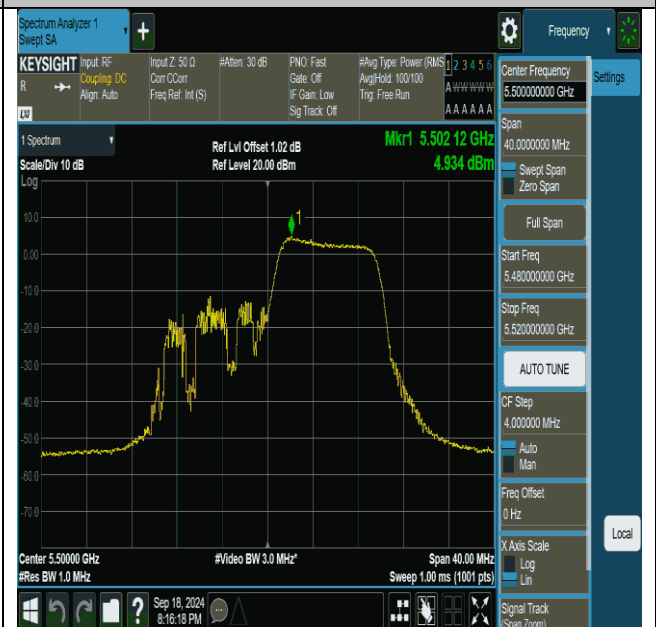 Spectrum Analyzer 1
Swept SA
Frequency
KEYSIGHT
R
LXI
Input: RF
Coupling: DC
Align: Auto
Input Z: 50 Ω
Corr CCorr
Freq Ref: Int (S)
#Atten: 30 dB
PNO: Fast
Gate: Off
IF Gain: Low
Sig Track: Off
#Avg Type: Power (RMS
Avg|Hold: 100/100
Trig: Free Run
1 2 3 4 5 6
A W W W W W
A A A A A A
1 Spectrum
Scale/Div 10 dB
Log
Ref Lvl Offset 1.02 dB
Ref Level 20.00 dBm
Mkr1 5.502 12 GHz
4.934 dBm
1
10.0
0.00
-10.0
-20.0
-30.0
-40.0
-50.0
-60.0
-70.0
Center 5.50000 GHz
#Res BW 1.0 MHz
#Video BW 3.0 MHz*
Span 40.00 MHz
Sweep 1.00 ms (1001 pts)
Center Frequency
5.500000000 GHz
Settings
Span
40.0000000 MHz
Swept Span
Zero Span
Full Span
Start Freq
5.480000000 GHz
Stop Freq
5.520000000 GHz
AUTO TUNE
CF Step
4.000000 MHz
Auto
Man
Freq Offset
0 Hz
X Axis Scale
Log
Lin
Signal Track
(Span Zoom)
Local
?
Sep 18, 2024
8:16:18 PM